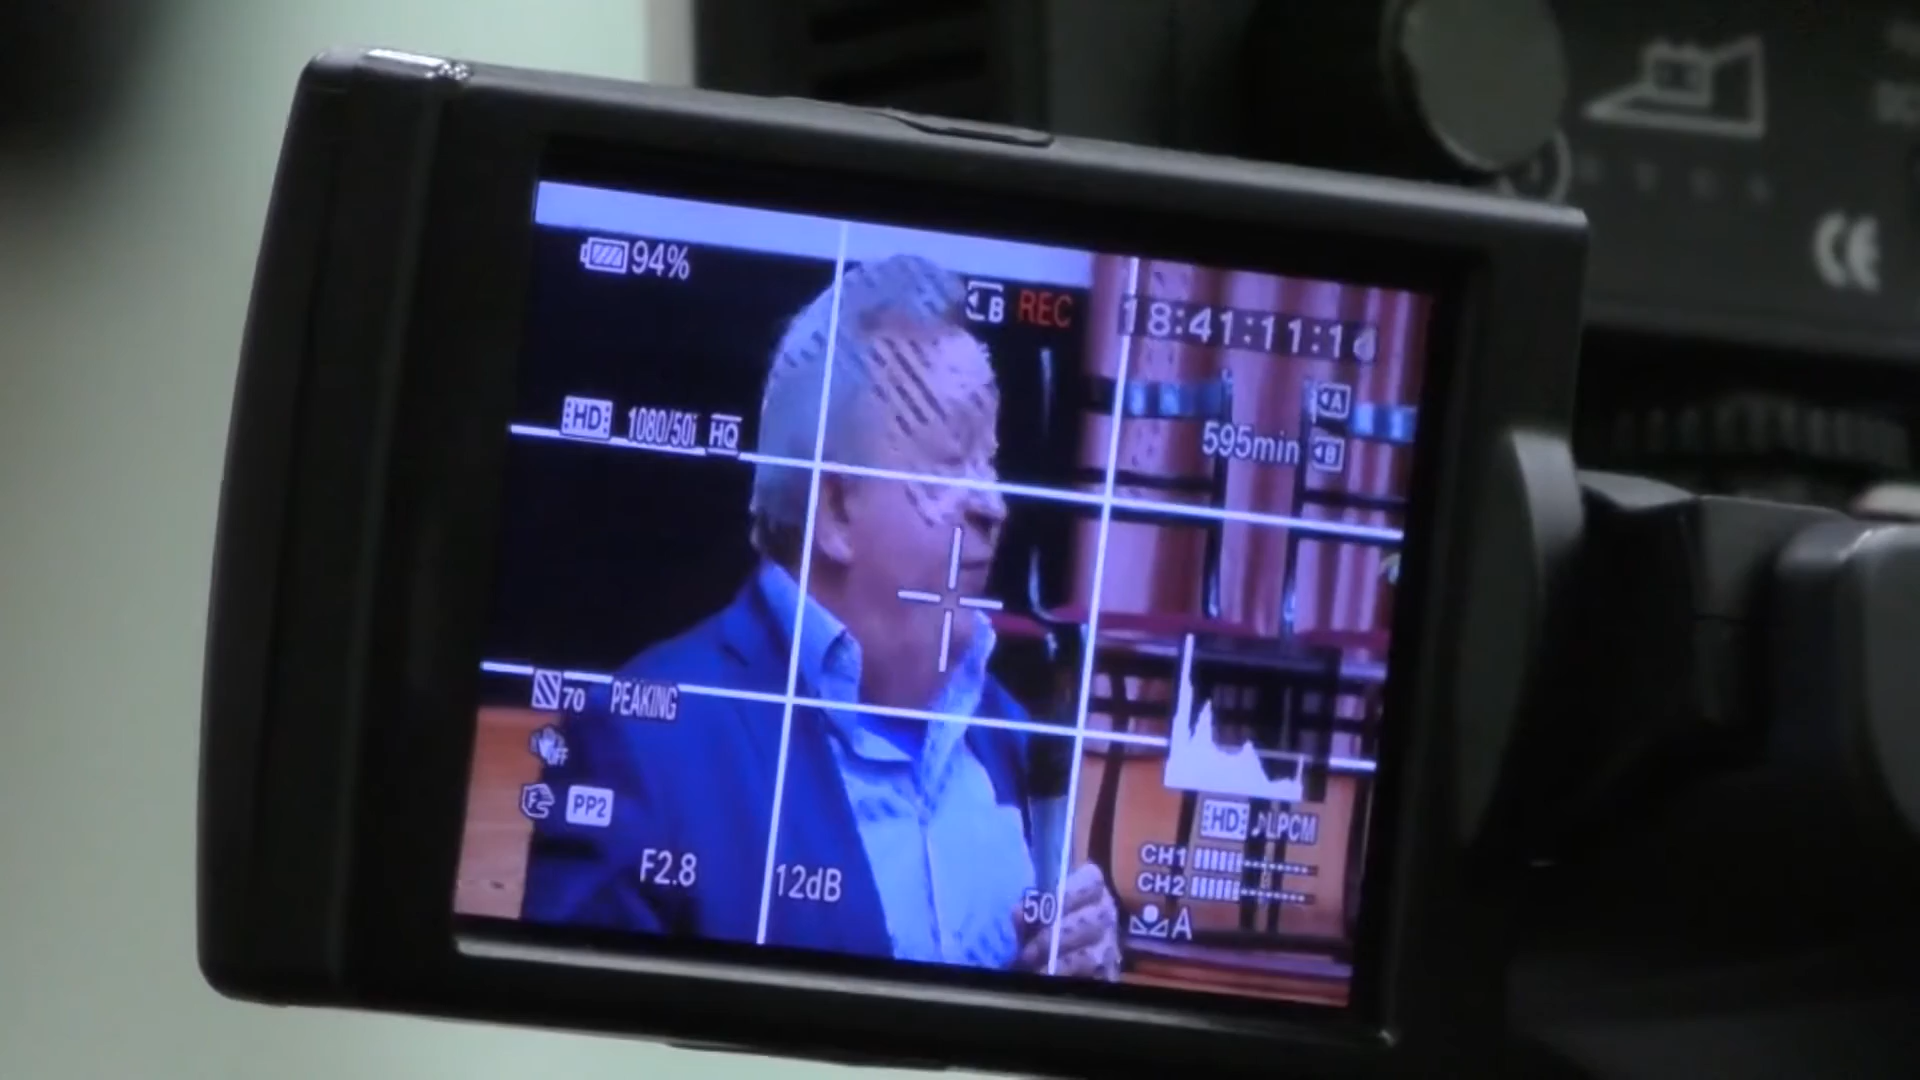 94%
B REC
18:41:11:14
A
HD 1080/50i HQ
595min B
70 PEAKING
OFF
PP2
HD LPCM
F2.8 12dB 50
CH1
CH2
A
CE